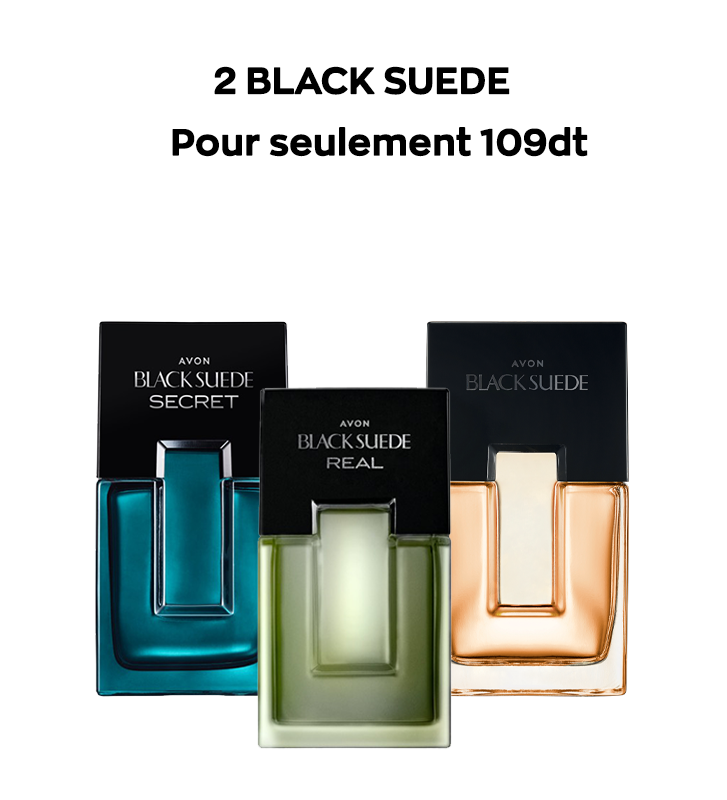 2 BLACK SUEDE
Pour seulement 109dt
AVON
BLACK SUEDE
SECRET
AVON
BLACK SUEDE
REAL
AVON
BLACK SUEDE